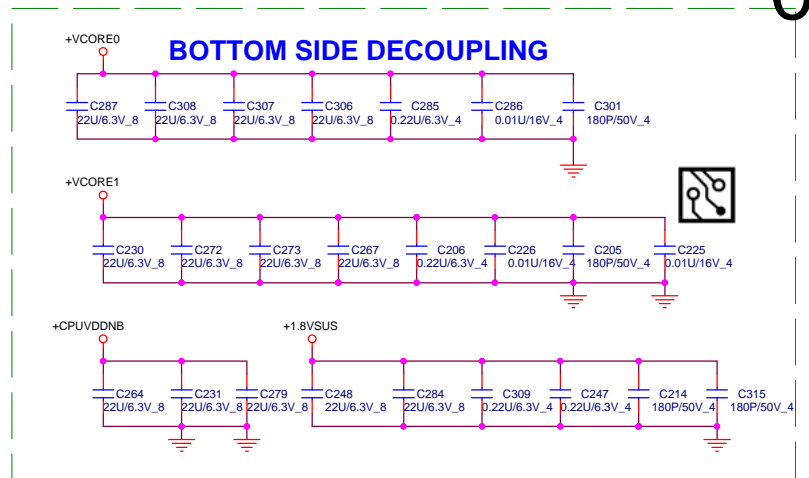 +VCORE0
BOTTOM SIDE DECOUPLING
C287 C308 C307 C306 C285 C286 C301
22U/6.3V_8 22U/6.3V_8 22U/6.3V_8 22U/6.3V_8 0.22U/6.3V_4 0.01U/16V_4 180P/50V_4
+VCORE1
C230 C272 C273 C267 C206 C226 C205 C225
22U/6.3V_8 22U/6.3V_8 22U/6.3V_8 22U/6.3V_8 0.22U/6.3V_4 0.01U/16V_4 180P/50V_4 0.01U/16V_4
+CPUVDDNB +1.8VSUS
C264 C231 C279 C248 C284 C309 C247 C214 C315
22U/6.3V_8 22U/6.3V_8 22U/6.3V_8 22U/6.3V_8 22U/6.3V_8 0.22U/6.3V_4 0.22U/6.3V_4 180P/50V_4 180P/50V_4